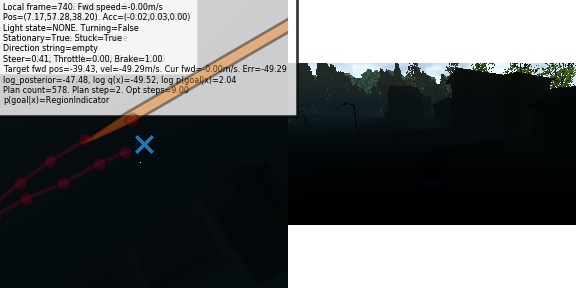 Local frame=740. Fwd speed=-0.00m/s
Pos=(7.17,57.28,38.20). Acc=(-0.02,0.03,0.00)
Light state=NONE. Turning=False
Stationary=True. Stuck=True
Direction string=empty
Steer=0.41, Throttle=0.00, Brake=1.00
Target fwd pos=-39.43, vel=-49.29m/s. Cur fwd=-0.00m/s. Err=-49.29
log_posterior=-47.48, log q(x)=-49.52, log p(goal|x)=2.04
Plan count=578. Plan step=2. Opt steps=9.00
p(goal|x)=RegionIndicator